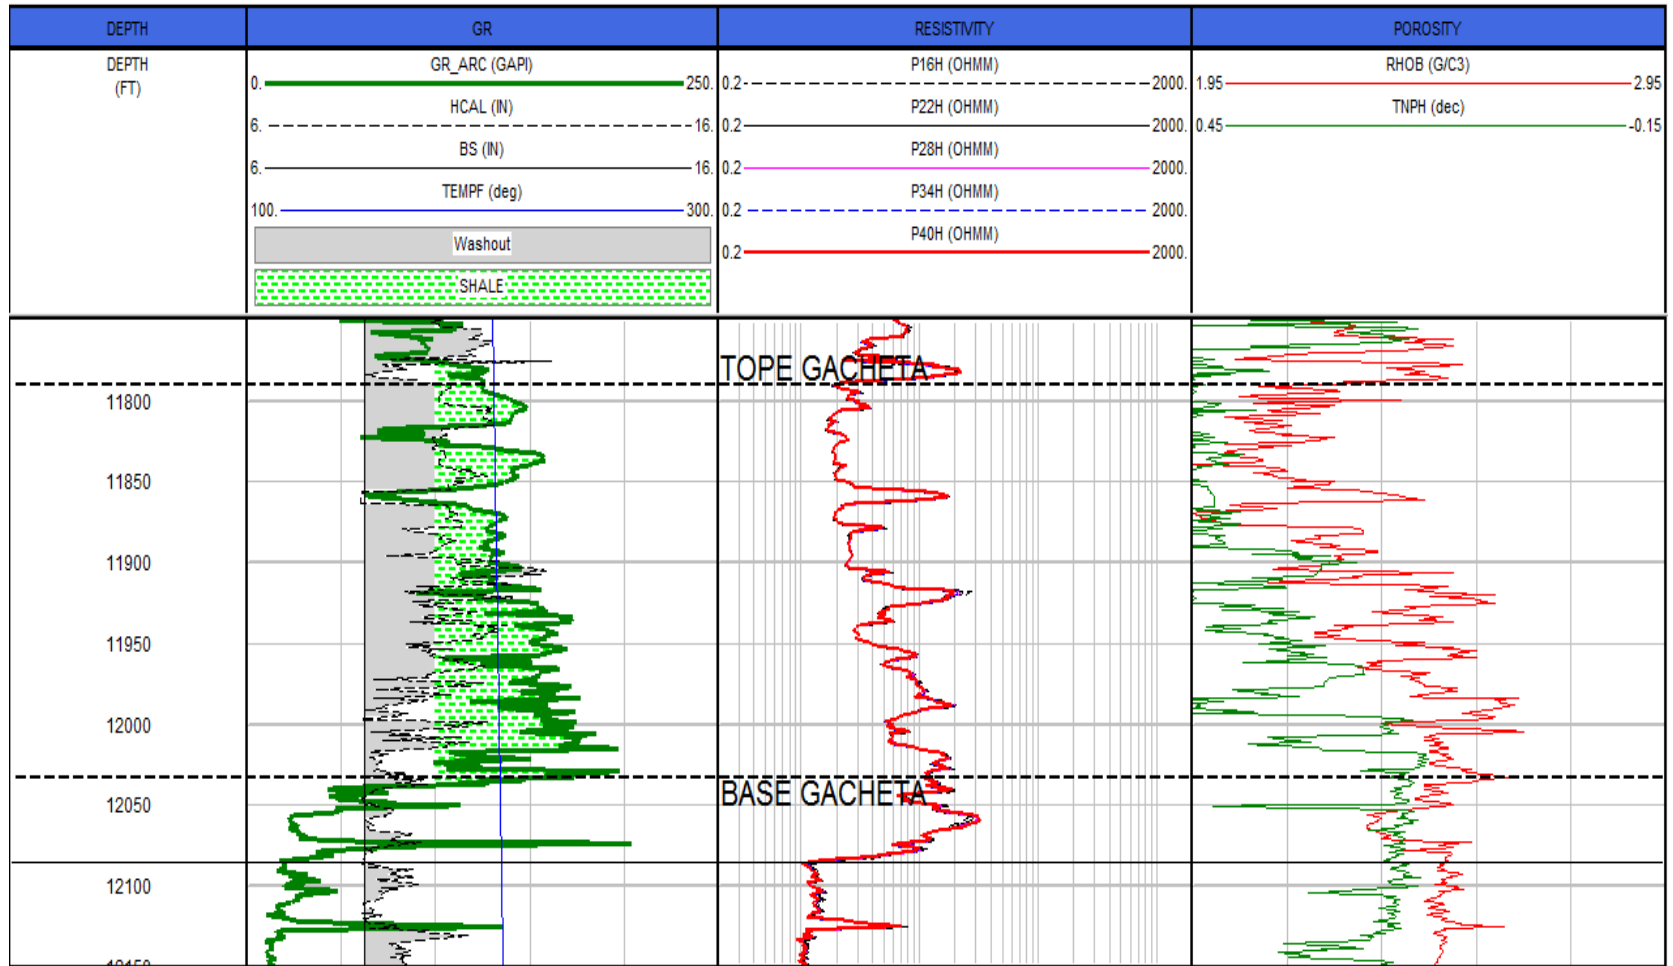 DEPTH GR RESISTIVITY POROSITY
DEPTH GR_ARC (GAPI) P16H (OHMM) RHOB (G/C3)
(FT) 0. 250. 0.2 2000. 1.95 2.95
HCAL (IN) P22H (OHMM) TNPH (dec)
6. 16. 0.2 2000. 0.45 -0.15
BS (IN) P28H (OHMM)
6. 16. 0.2 2000.
TEMPF (deg) P34H (OHMM)
100. 300. 0.2 2000.
Washout P40H (OHMM)
0.2 2000.
SHALE
TOPE GACHETA
11800
11850
11900
11950
12000
BASE GACHETA
12050
12100